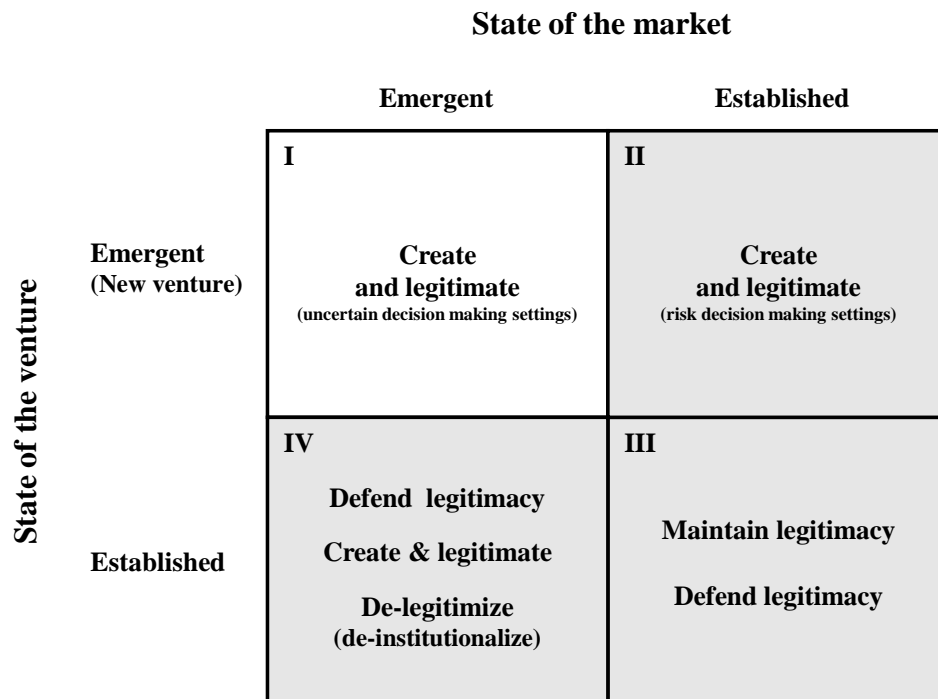 State of the market
Emergent
Established
State of the venture
Emergent
(New venture)
I
Create
and legitimate
(uncertain decision making settings)
II
Create
and legitimate
(risk decision making settings)
Established
IV
Defend legitimacy
Create & legitimate
De-legitimize
(de-institutionalize)
III
Maintain legitimacy
Defend legitimacy